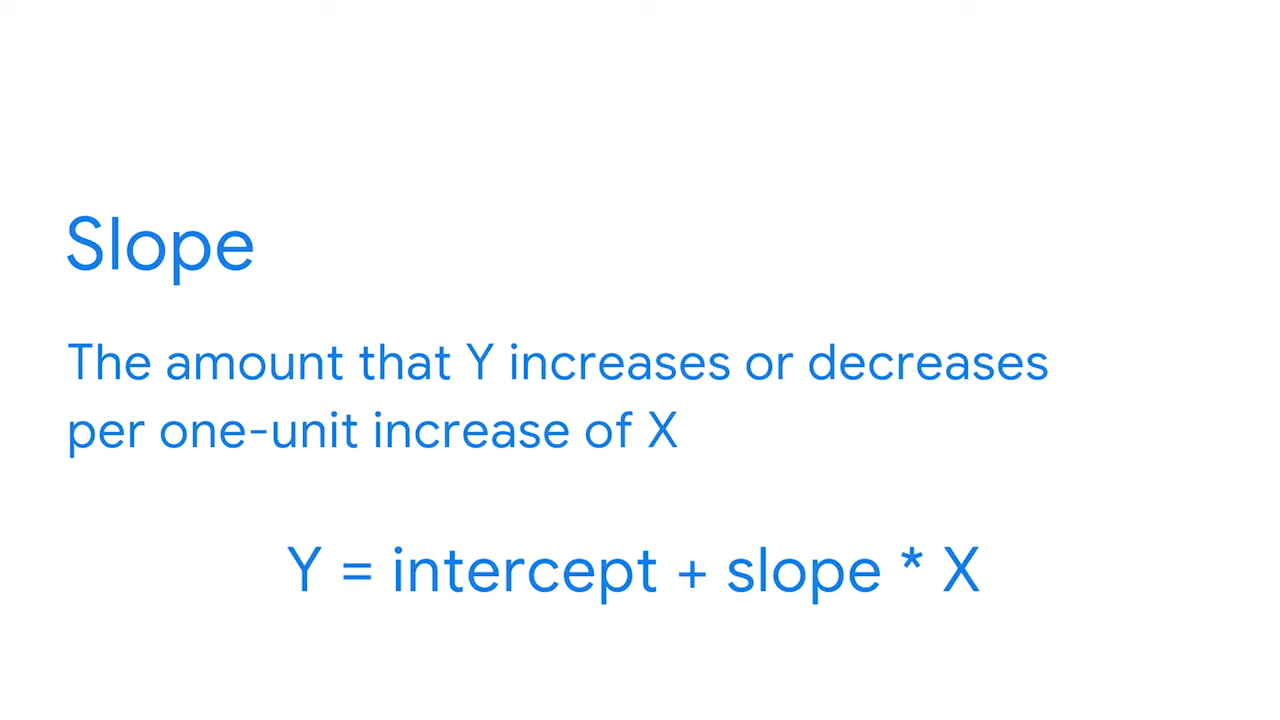 Slope
The amount that Y increases or decreases
per one-unit increase of X
Y = intercept + slope * X